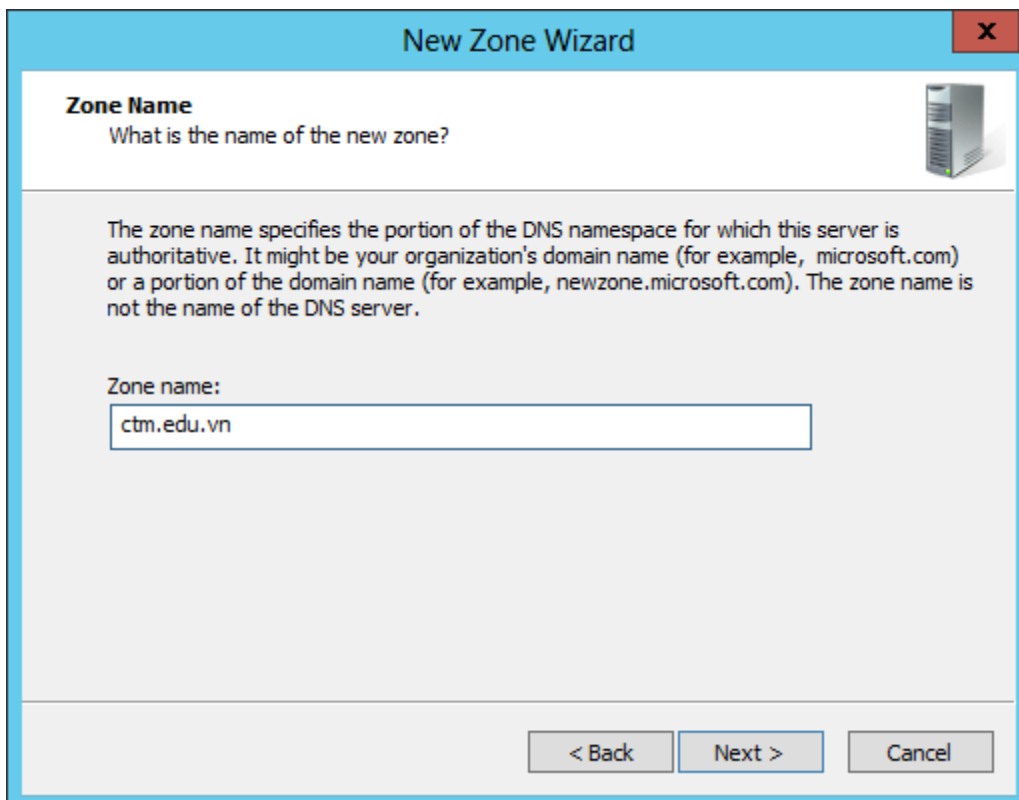 New Zone Wizard
x
Zone Name
What is the name of the new zone?
The zone name specifies the portion of the DNS namespace for which this server is
authoritative. It might be your organization's domain name (for example, microsoft.com)
or a portion of the domain name (for example, newzone.microsoft.com). The zone name is
not the name of the DNS server.
Zone name:
ctm.edu.vn
< Back Next > Cancel